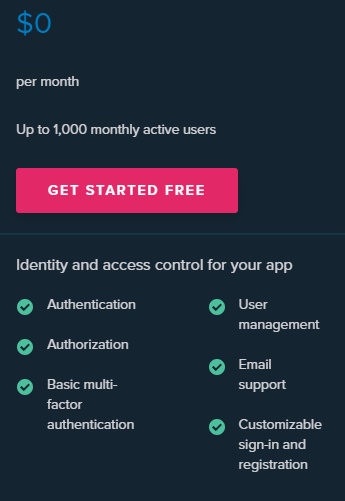 $0
per month
Up to 1,000 monthly active users
GET STARTED FREE
Identity and access control for your app
Authentication
Authorization
Basic multi-
factor
authentication
User
management
Email
support
Customizable
sign-in and
registration